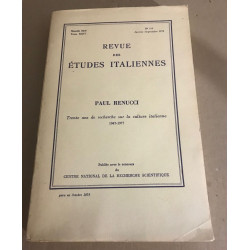 REVUE
DES
ÉTUDES ITALIENNES
PAUL RENUCCI
Trente ans de recherche sur la culture italienne
Publié avec le concours
du
CENTRE NATIONAL DE LA RECHERCHE SCIENTIFIQUE